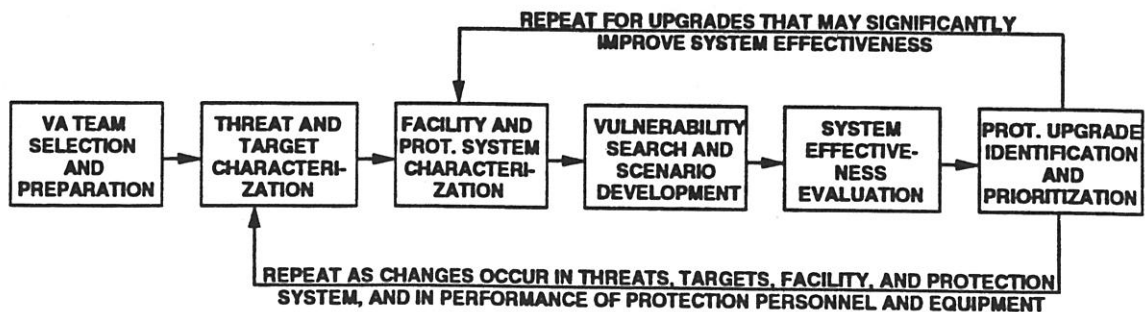 REPEAT FOR UPGRADES THAT MAY SIGNIFICANTLY
IMPROVE SYSTEM EFFECTIVENESS
VA TEAM
SELECTION
AND
PREPARATION
THREAT AND
TARGET
CHARACTERI-
ZATION
FACILITY AND
PROT. SYSTEM
CHARACTERI-
ZATION
VULNERABILITY
SEARCH AND
SCENARIO
DEVELOPMENT
SYSTEM
EFFECTIVE-
NESS
EVALUATION
PROT. UPGRADE
IDENTIFICATION
AND
PRIORITIZATION
REPEAT AS CHANGES OCCUR IN THREATS, TARGETS, FACILITY, AND PROTECTION
SYSTEM, AND IN PERFORMANCE OF PROTECTION PERSONNEL AND EQUIPMENT